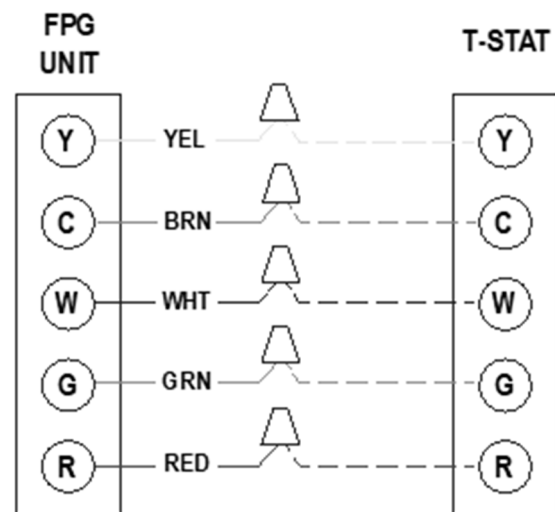 FPG
UNIT
T-STAT
Y YEL Y
C BRN C
W WHT W
G GRN G
R RED R